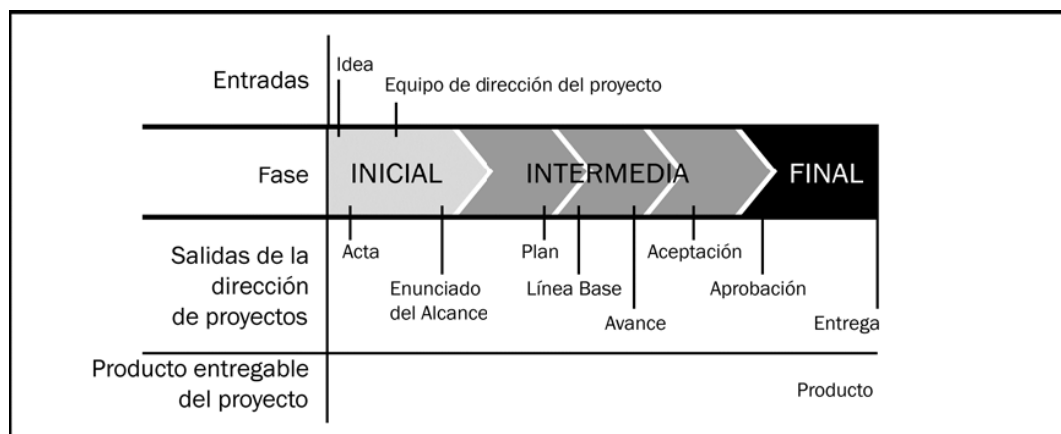 Idea
Entradas
Equipo de dirección del proyecto
Fase
INICIAL
INTERMEDIA
FINAL
Salidas de la
dirección
de proyectos
Acta
Plan
Aceptación
Enunciado
del Alcance
Línea Base
Aprobación
Avance
Entrega
Producto entregable
del proyecto
Producto